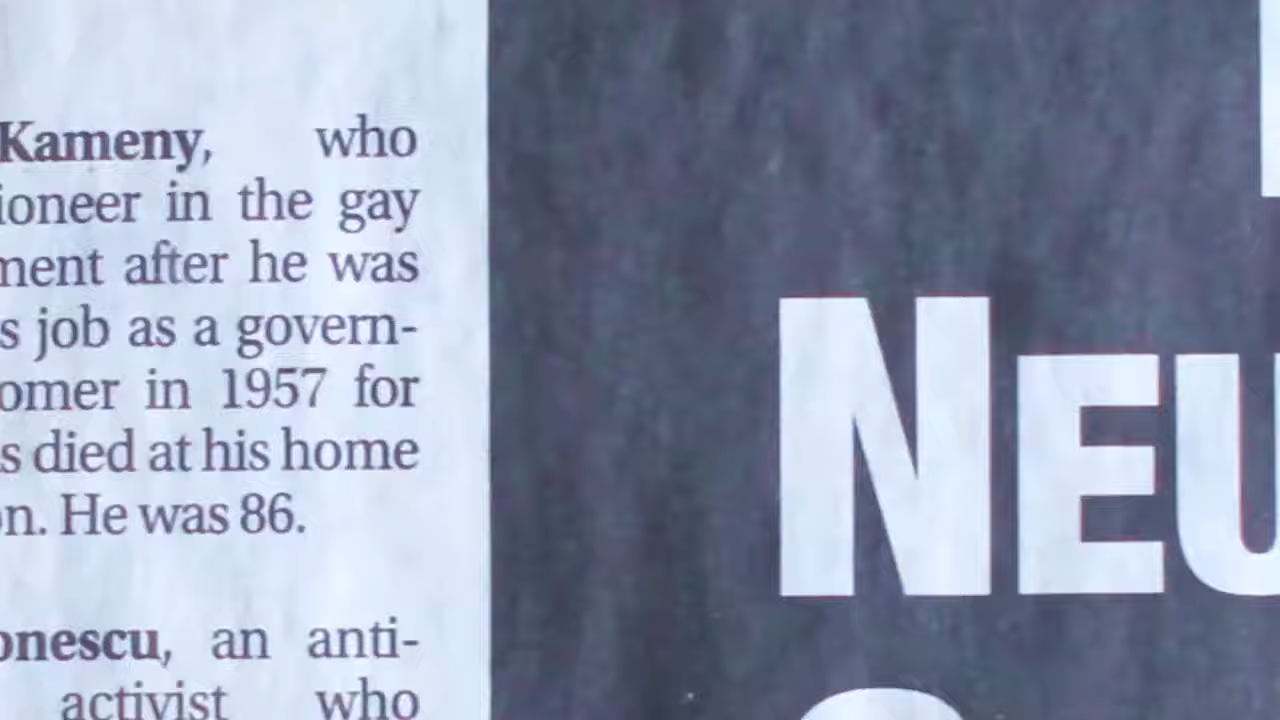 Kameny, who
ioneer in the gay
ment after he was
s job as a govern-
omer in 1957 for
s died at his home
on. He was 86.
onescu, an anti-
activist who
NEU